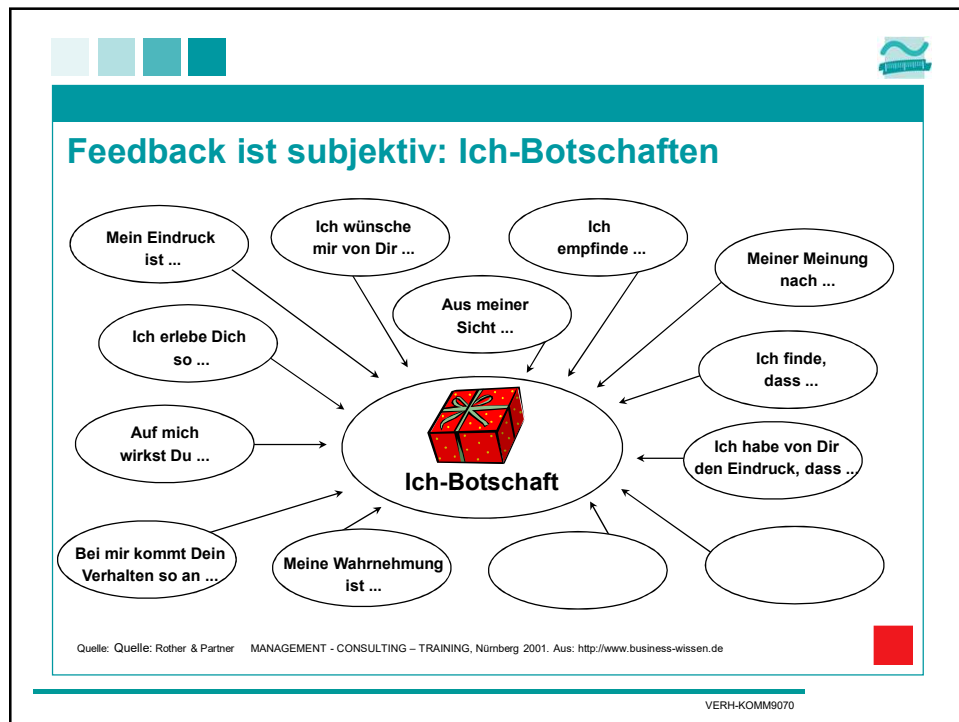 Feedback ist subjektiv: Ich-Botschaften
Mein Eindruck
ist ...
Ich wünsche
mir von Dir ...
Ich
empfinde ...
Meiner Meinung
nach ...
Aus meiner
Sicht ...
Ich erlebe Dich
so ...
Ich finde,
dass ...
Auf mich
wirkst Du ...
Ich habe von Dir
den Eindruck, dass ...
Ich-Botschaft
Bei mir kommt Dein
Verhalten so an ...
Meine Wahrnehmung
ist ...
Quelle: Quelle: Rother & Partner MANAGEMENT - CONSULTING – TRAINING, Nürnberg 2001. Aus: http://www.business-wissen.de
VERH-KOMM9070